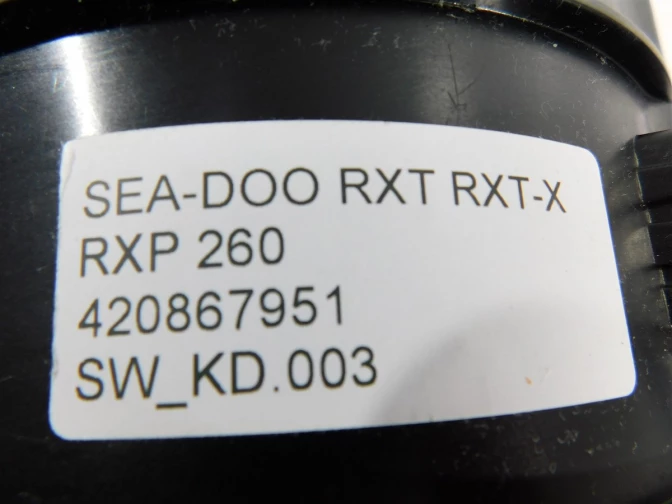 SEA-DOO RXT RXT-X
RXP 260
420867951
SW_KD.003